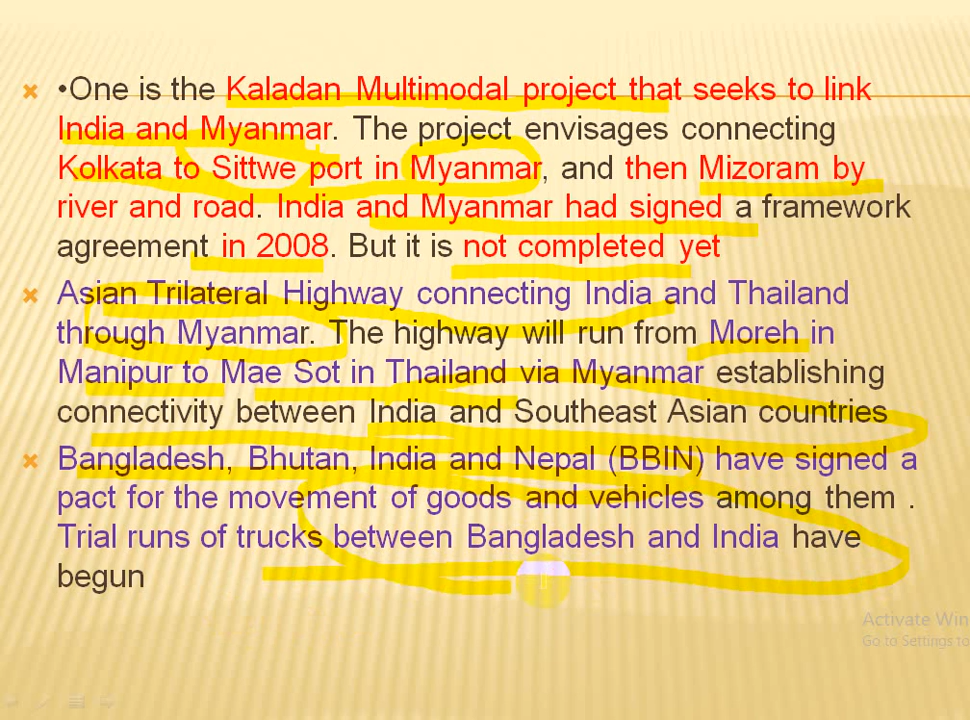 •One is the Kaladan Multimodal project that seeks to link
India and Myanmar. The project envisages connecting
Kolkata to Sittwe port in Myanmar, and then Mizoram by
river and road. India and Myanmar had signed a framework
agreement in 2008. But it is not completed yet
Asian Trilateral Highway connecting India and Thailand
through Myanmar. The highway will run from Moreh in
Manipur to Mae Sot in Thailand via Myanmar establishing
connectivity between India and Southeast Asian countries
Bangladesh, Bhutan, India and Nepal (BBIN) have signed a
pact for the movement of goods and vehicles among them .
Trial runs of trucks between Bangladesh and India have
begun
Activate Win
Go to Settings to